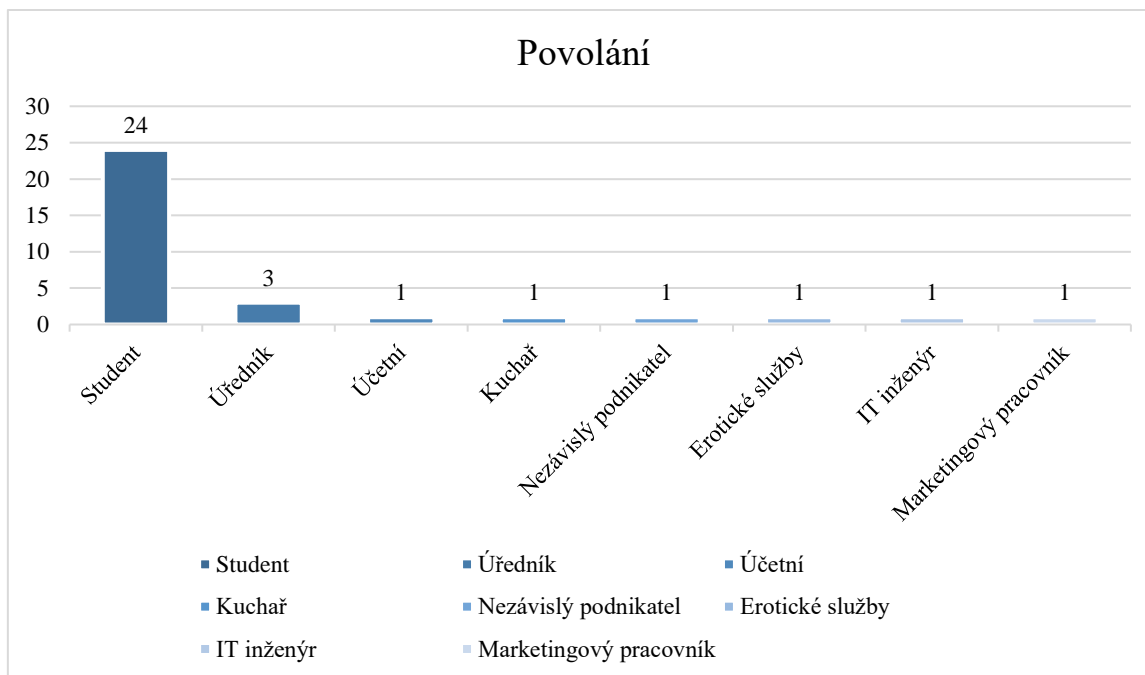 Povolání
30
25
20
15
10
5
0
24
3
1
1
1
1
1
1
Student
Úředník
Účetní
Kuchař
Nezávislý podnikatel
Erotické služby
IT inženýr
Marketingový pracovník
Student Úředník Účetní
Kuchař Nezávislý podnikatel Erotické služby
IT inženýr Marketingový pracovník